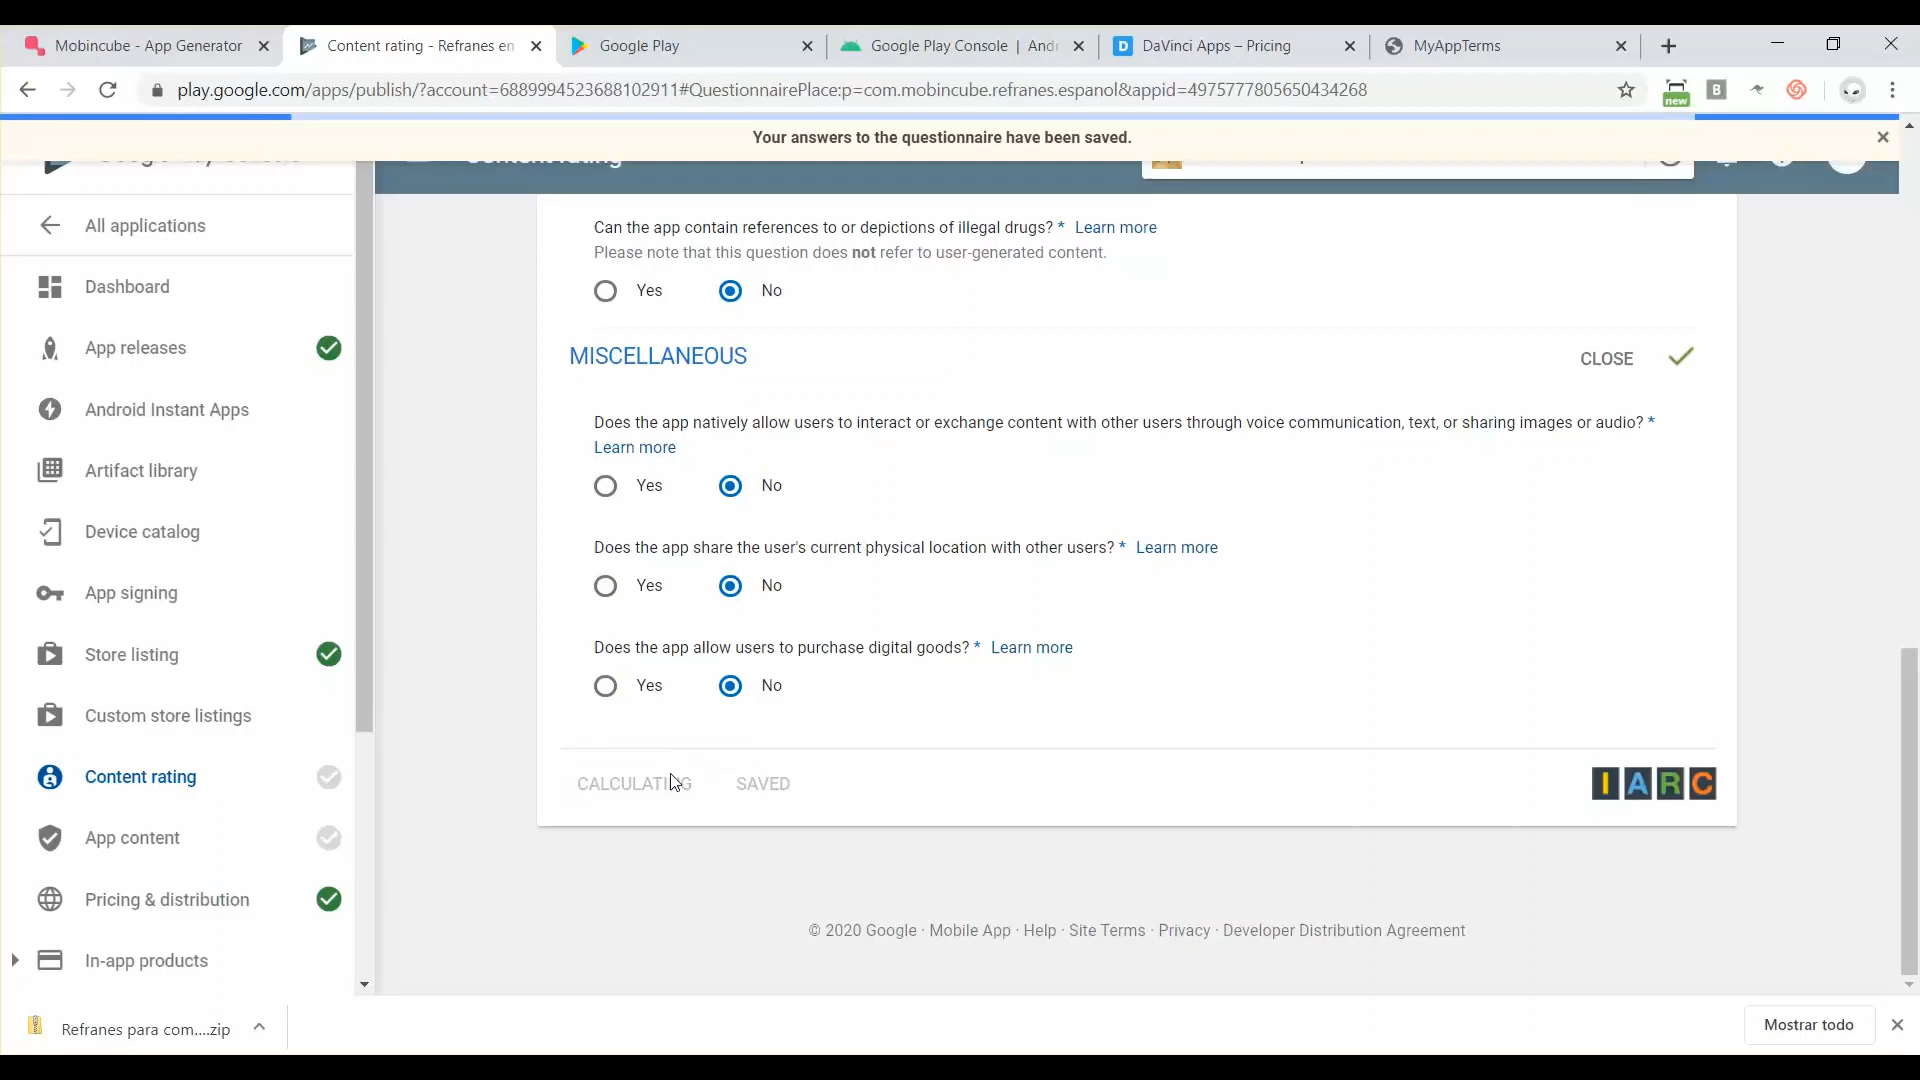 Mobincube - App Generator
Content rating - Refranes en
Google Play
Google Play Console | Andr
DaVinci Apps – Pricing
MyAppTerms
play.google.com/apps/publish/?account=6889994523688102911#QuestionnairePlace:p=com.mobincube.refranes.espanol&appid=4975777805650434268
new
B
Your answers to the questionnaire have been saved.
Content rating
All applications
Dashboard
App releases
Android Instant Apps
Artifact library
Device catalog
App signing
Store listing
Custom store listings
Content rating
App content
Pricing & distribution
In-app products
Can the app contain references to or depictions of illegal drugs? * Learn more
Please note that this question does not refer to user-generated content.
Yes No
MISCELLANEOUS
CLOSE
Does the app natively allow users to interact or exchange content with other users through voice communication, text, or sharing images or audio? *
Learn more
Yes No
Does the app share the user's current physical location with other users? * Learn more
Yes No
Does the app allow users to purchase digital goods? * Learn more
Yes No
CALCULATING SAVED
IARC
© 2020 Google · Mobile App · Help · Site Terms · Privacy · Developer Distribution Agreement
Refranes para com....zip
Mostrar todo